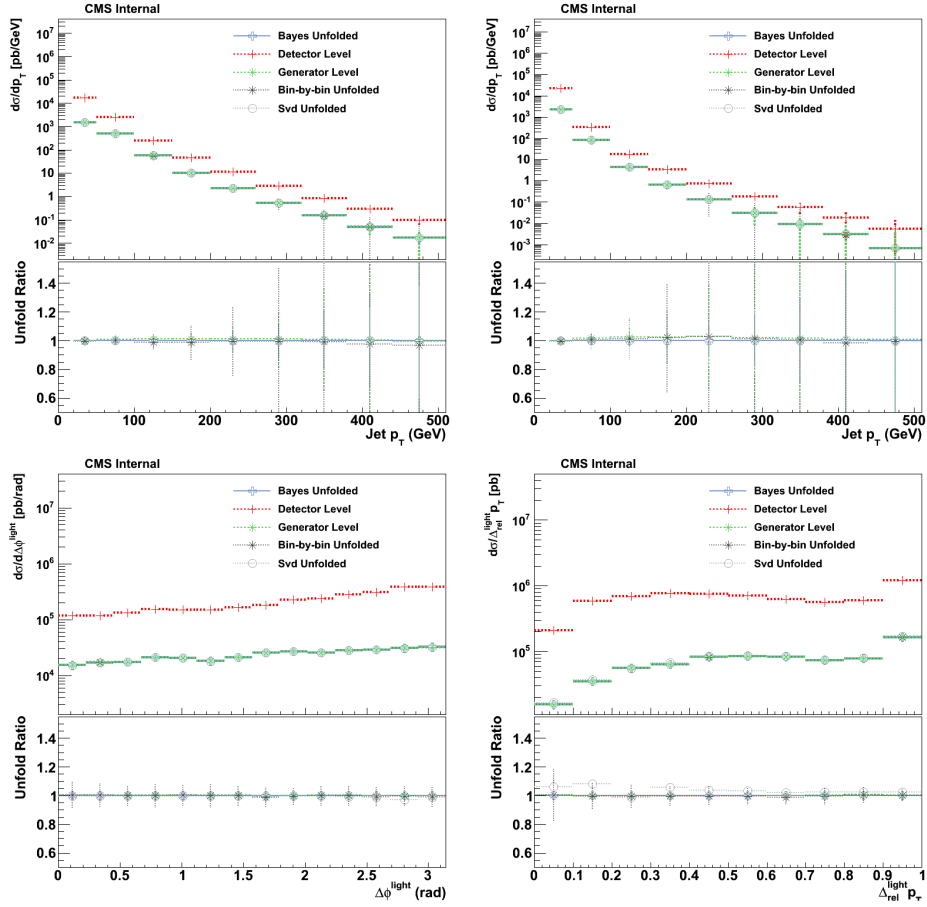 CMS Internal
dσ/dp_T [pb/GeV]
10^7
10^6
10^5
10^4
10^3
10^2
10
1
10^-1
10^-2
Bayes Unfolded
Detector Level
Generator Level
Bin-by-bin Unfolded
Svd Unfolded
Unfold Ratio
1.4
1.2
1
0.8
0.6
0 100 200 300 400 500
Jet p_T (GeV)
CMS Internal
dσ/dp_T [pb/GeV]
10^7
10^6
10^5
10^4
10^3
10^2
10
1
10^-1
10^-2
10^-3
Bayes Unfolded
Detector Level
Generator Level
Bin-by-bin Unfolded
Svd Unfolded
Unfold Ratio
1.4
1.2
1
0.8
0.6
0 100 200 300 400 500
Jet p_T (GeV)
CMS Internal
dσ/dΔϕ^light [pb/rad]
10^7
10^6
10^5
10^4
Bayes Unfolded
Detector Level
Generator Level
Bin-by-bin Unfolded
Svd Unfolded
Unfold Ratio
1.4
1.2
1
0.8
0.6
0 0.5 1 1.5 2 2.5 3
Δϕ^light (rad)
CMS Internal
dσ/Δ_rel^light p_T [pb]
10^7
10^6
10^5
Bayes Unfolded
Detector Level
Generator Level
Bin-by-bin Unfolded
Svd Unfolded
Unfold Ratio
1.4
1.2
1
0.8
0.6
0 0.1 0.2 0.3 0.4 0.5 0.6 0.7 0.8 0.9 1
Δ_rel^light p_T